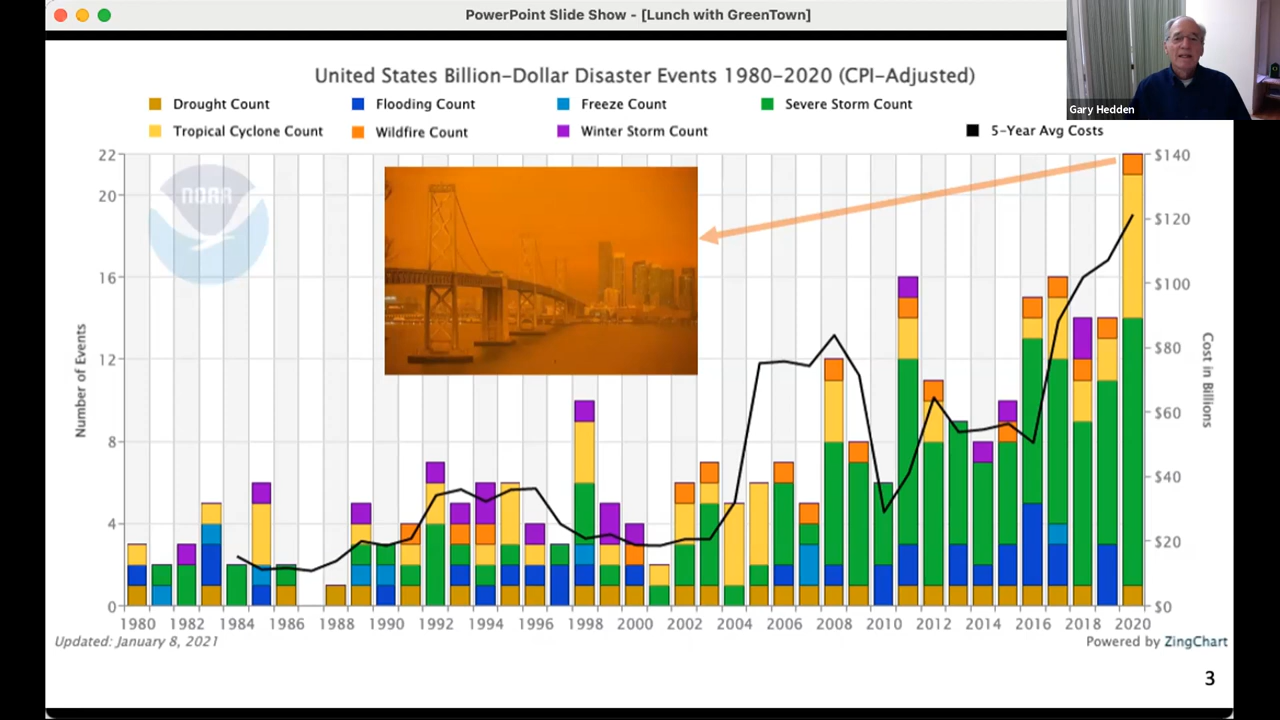 PowerPoint Slide Show - [Lunch with GreenTown]
Gary Hedden
United States Billion-Dollar Disaster Events 1980-2020 (CPI-Adjusted)
Drought Count Flooding Count Freeze Count Severe Storm Count
Tropical Cyclone Count Wildfire Count Winter Storm Count 5-Year Avg Costs
22 $140
NOAA
20
$120
16 $100
12 $80
Number of Events Cost in Billions
$60
8
$40
4
$20
0 $0
1980 1982 1984 1986 1988 1990 1992 1994 1996 1998 2000 2002 2004 2006 2008 2010 2012 2014 2016 2018 2020
Updated: January 8, 2021 Powered by ZingChart
3